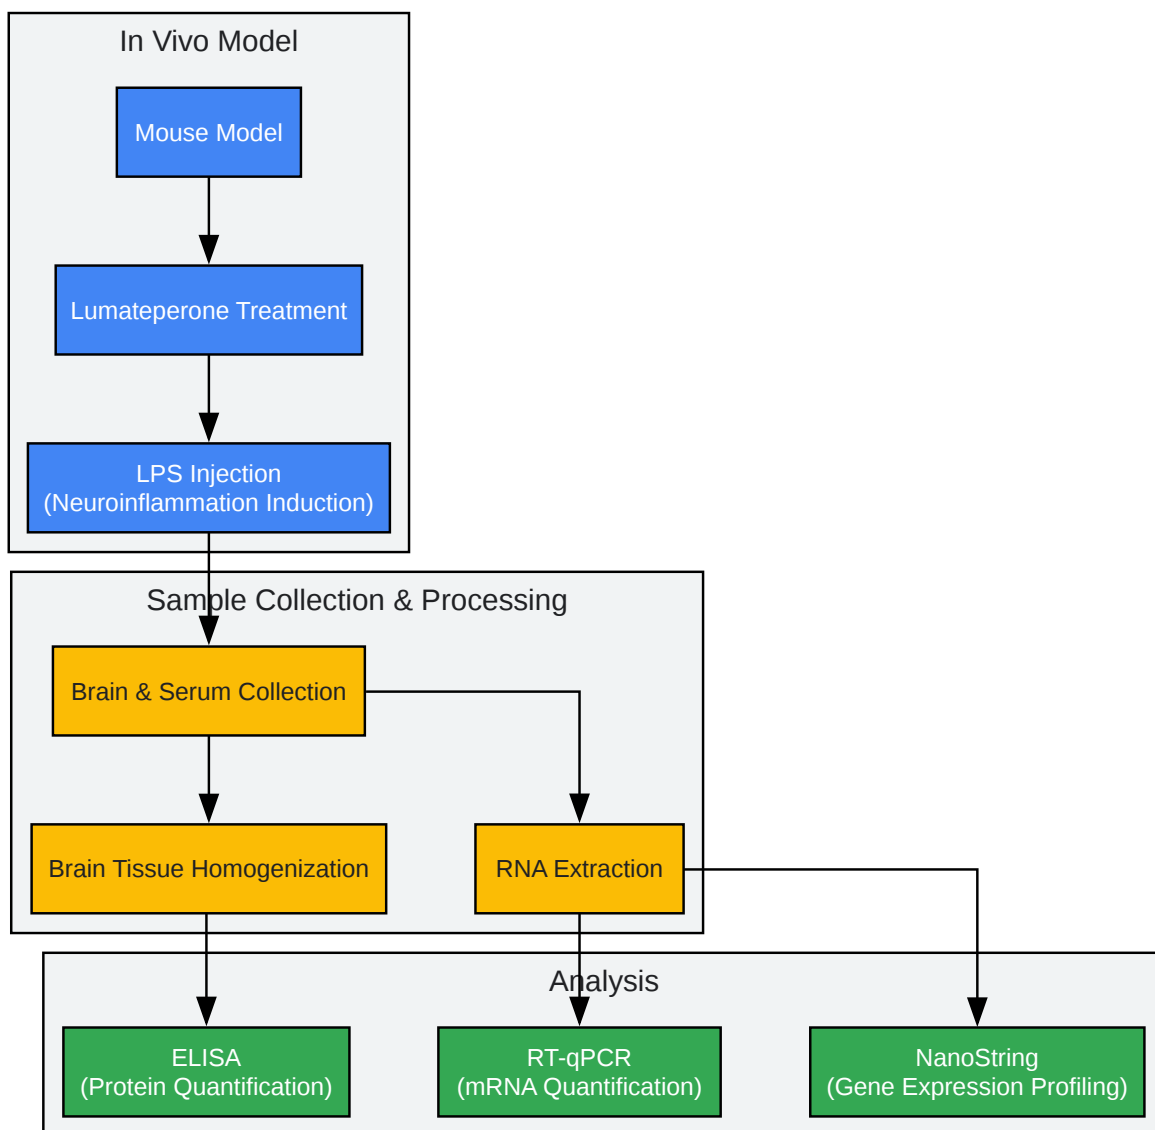 In Vivo Model
Mouse Model
Lumateperone Treatment
LPS Injection
(Neuroinflammation Induction)
Sample Collection & Processing
Brain & Serum Collection
Brain Tissue Homogenization
RNA Extraction
Analysis
ELISA
(Protein Quantification)
RT-qPCR
(mRNA Quantification)
NanoString
(Gene Expression Profiling)